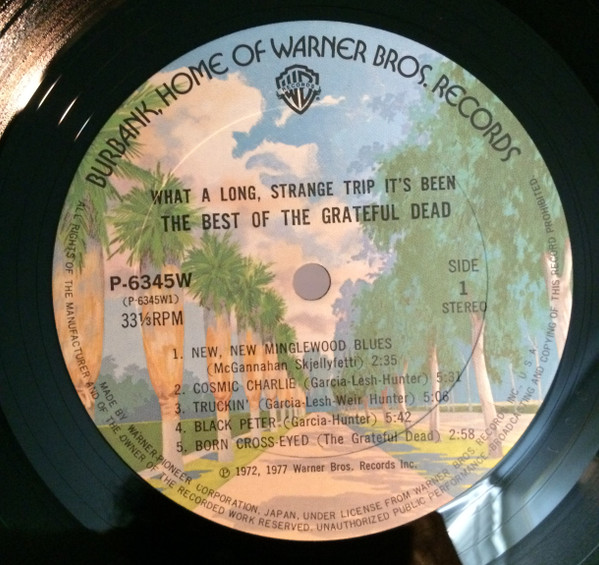 BURBANK, HOME OF WARNER BROS. RECORDS
WB
RECORDS
WHAT A LONG, STRANGE TRIP IT'S BEEN
THE BEST OF THE GRATEFUL DEAD
P-6345W
(P-6345W1)
33⅓RPM
SIDE
1
STEREO
1. NEW, NEW MINGLEWOOD BLUES
(McGannahan Skjellyfetti) 2:35
2. COSMIC CHARLIE (Garcia-Lesh-Hunter) 5:31
3. TRUCKIN' (Garcia-Lesh-Weir Hunter) 5:06
4. BLACK PETER (Garcia-Hunter) 5:42
5. BORN CROSS-EYED (The Grateful Dead) 2:58
Ⓟ 1972, 1977 Warner Bros. Records Inc.
MADE BY WARNER-PIONEER CORPORATION, JAPAN, UNDER LICENSE FROM WARNER BROS. RECORDS INC., U.S.A.
ALL RIGHTS OF THE MANUFACTURER AND OF THE OWNER OF THE RECORDED WORK RESERVED. UNAUTHORIZED PUBLIC PERFORMANCE-BROADCASTING AND COPYING OF THIS RECORD PROHIBITED